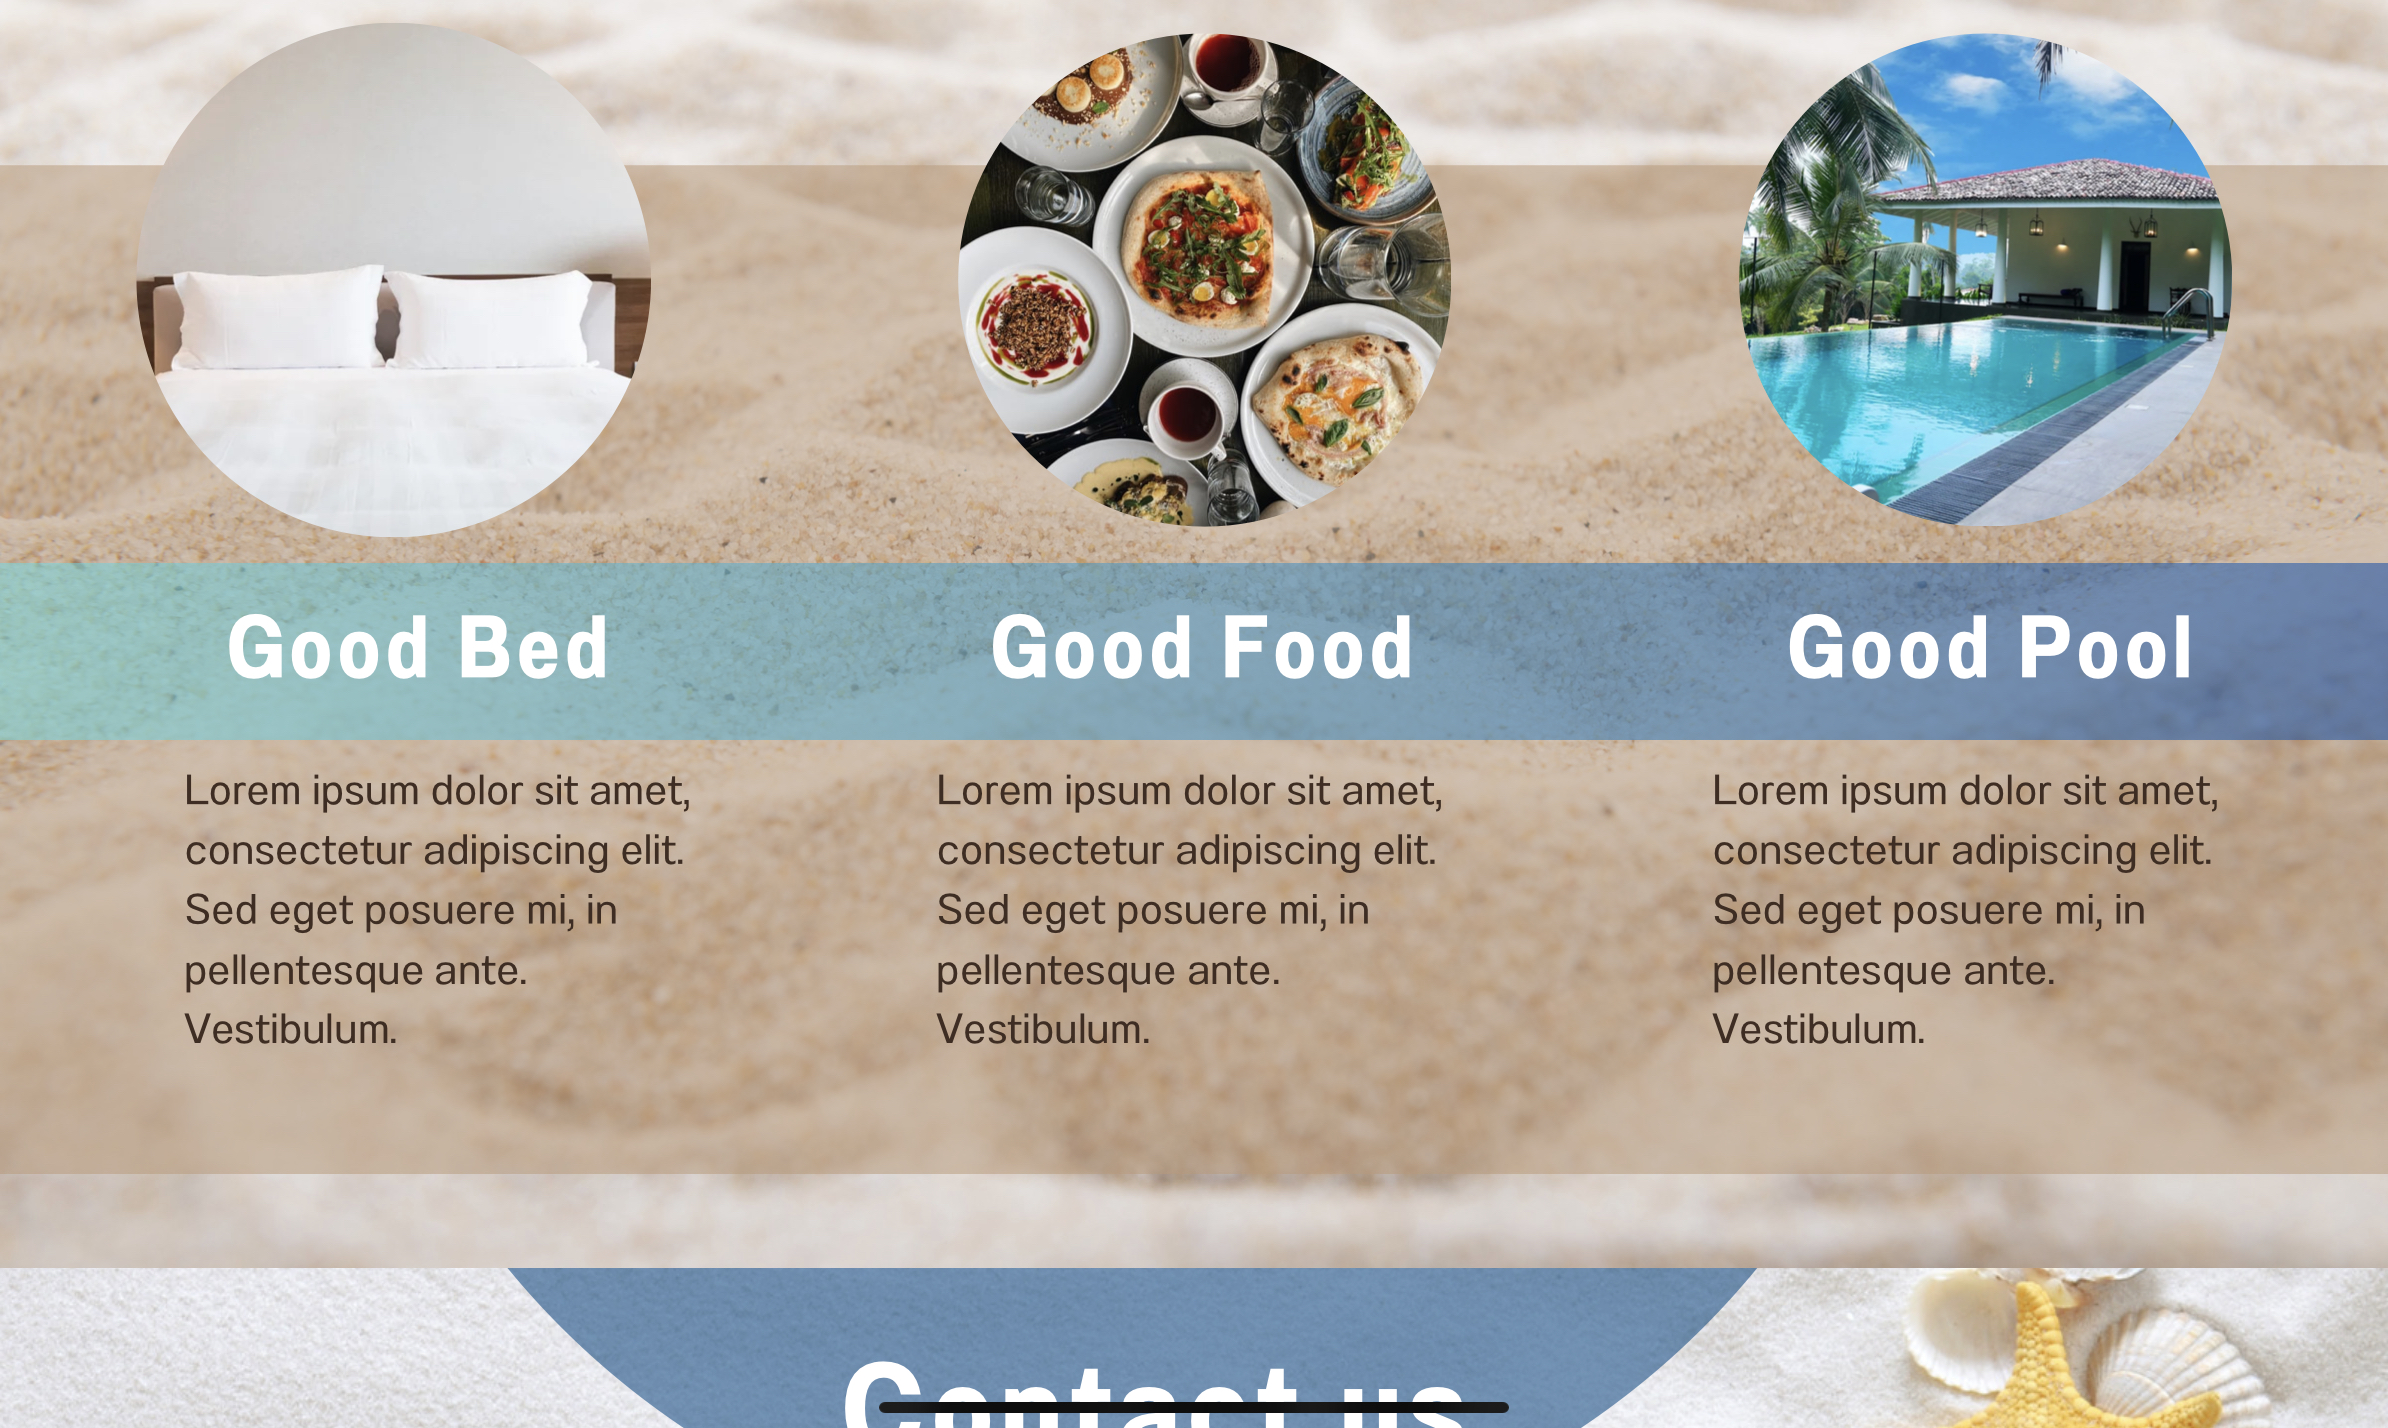 Good Bed
Good Food
Good Pool
Lorem ipsum dolor sit amet,
consectetur adipiscing elit.
Sed eget posuere mi, in
pellentesque ante.
Vestibulum.
Lorem ipsum dolor sit amet,
consectetur adipiscing elit.
Sed eget posuere mi, in
pellentesque ante.
Vestibulum.
Lorem ipsum dolor sit amet,
consectetur adipiscing elit.
Sed eget posuere mi, in
pellentesque ante.
Vestibulum.
Contact us